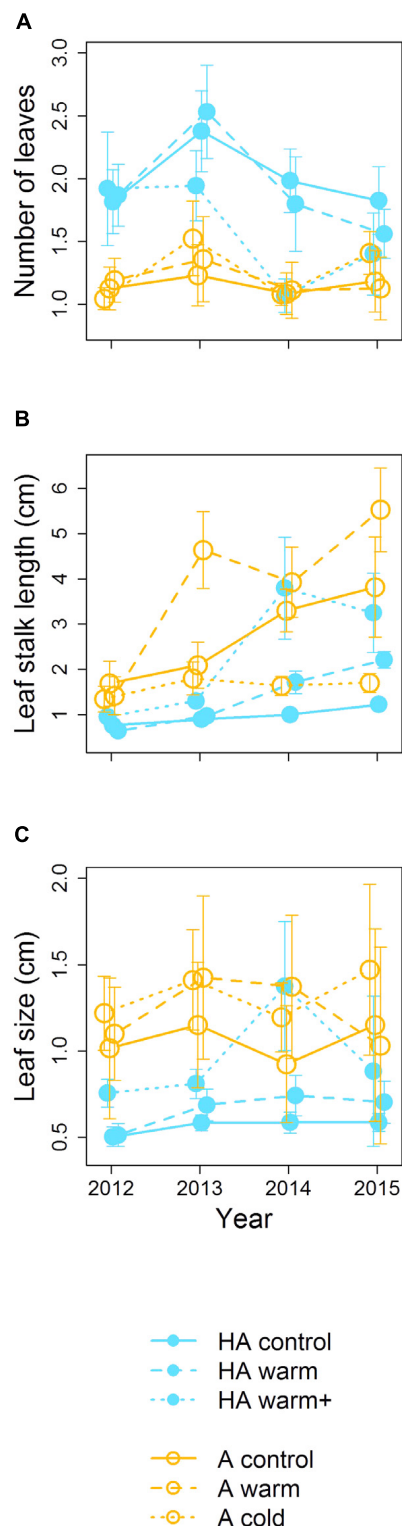 A
Number of leaves
3.0
2.5
2.0
1.5
1.0
B
Leaf stalk length (cm)
6
5
4
3
2
1
C
Leaf size (cm)
2.0
1.5
1.0
0.5
2012 2013 2014 2015
Year
HA control
HA warm
HA warm+
A control
A warm
A cold